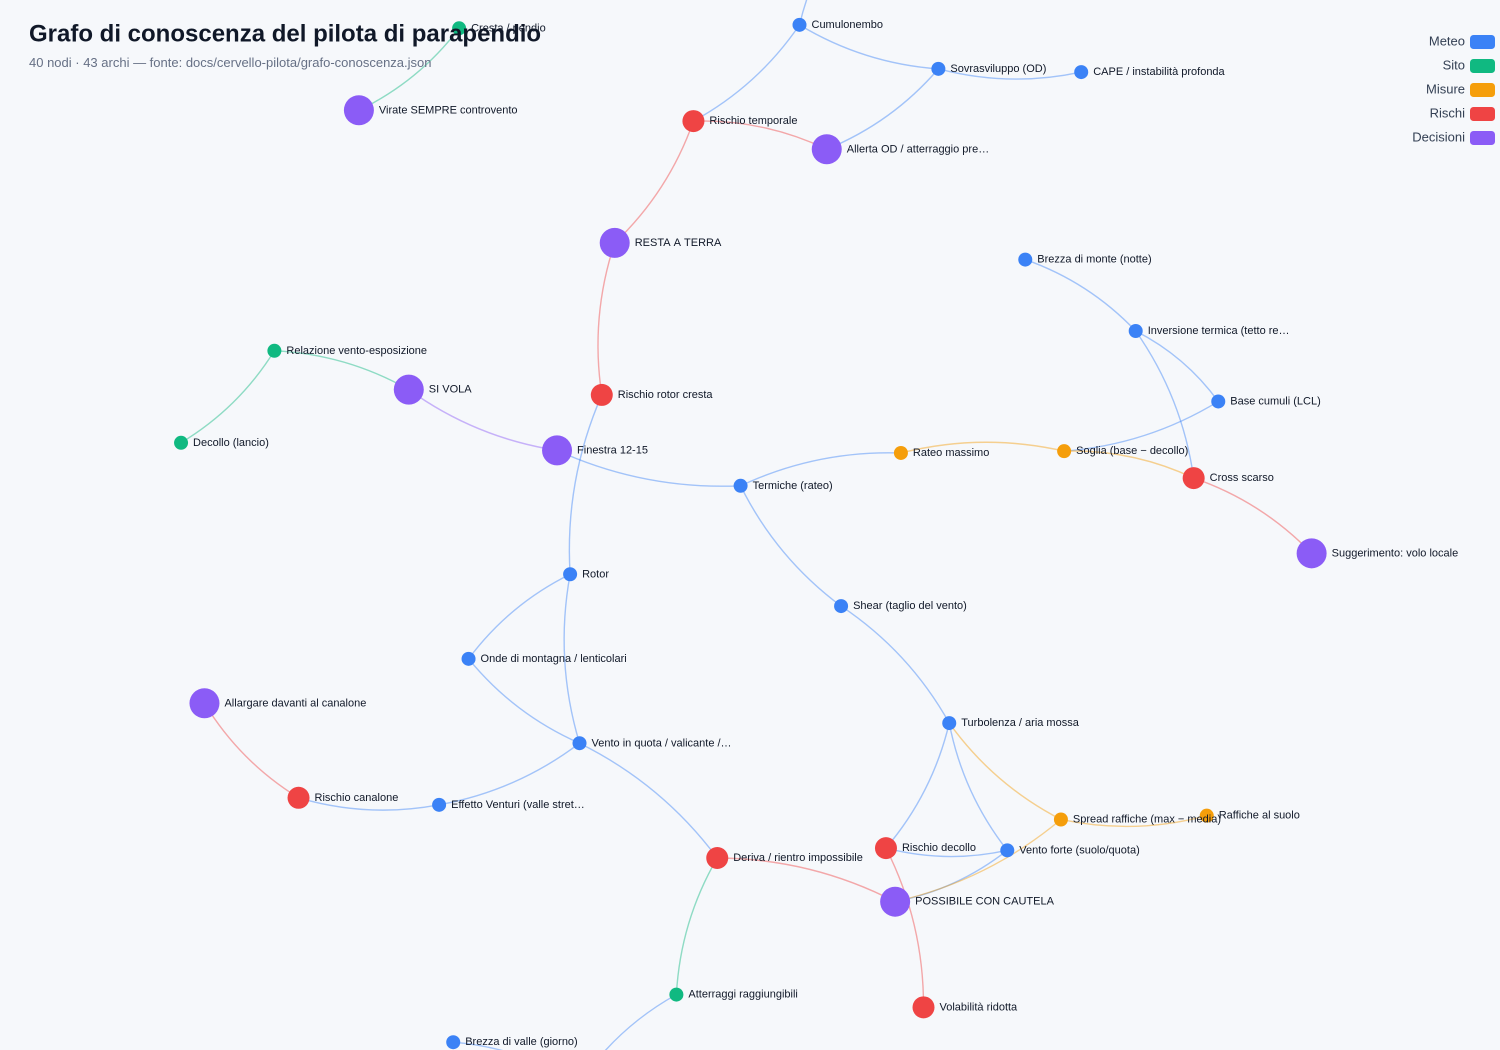 Grafo di conoscenza del pilota di parapendio
40 nodi · 43 archi — fonte: docs/cervello-pilota/grafo-conoscenza.json
Cresta / pendio
Cumulonembo
Meteo
Sito
Misure
Rischi
Decisioni
Sovrasviluppo (OD)
CAPE / instabilità profonda
Virate SEMPRE controvento
Rischio temporale
Allerta OD / atterraggio pre…
RESTA A TERRA
Brezza di monte (notte)
Inversione termica (tetto re…
Relazione vento-esposizione
SI VOLA
Rischio rotor cresta
Base cumuli (LCL)
Decollo (lancio)
Finestra 12-15
Rateo massimo
Soglia (base − decollo)
Cross scarso
Termiche (rateo)
Suggerimento: volo locale
Rotor
Shear (taglio del vento)
Onde di montagna / lenticolari
Allargare davanti al canalone
Turbolenza / aria mossa
Vento in quota / valicante /…
Rischio canalone
Effetto Venturi (valle stret…
Spread raffiche (max − media)
Raffiche al suolo
Rischio decollo
Vento forte (suolo/quota)
Deriva / rientro impossibile
POSSIBILE CON CAUTELA
Atterraggi raggiungibili
Volabilità ridotta
Brezza di valle (giorno)